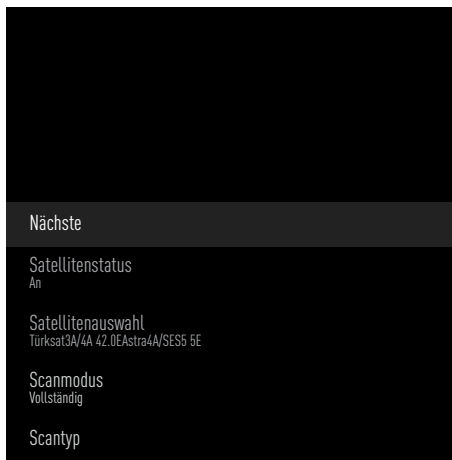 Nächste
Satellitenstatus
An
Satellitenauswahl
Türksat3A/4A 42.0EAstra4A/SES5 5E
Scanmodus
Vollständig
Scantyp